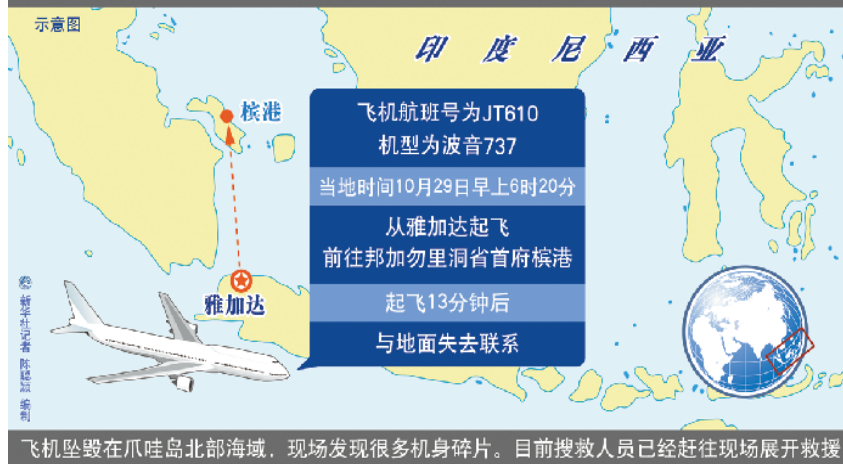 示意图
印度尼西亚
槟港
飞机航班号为JT610
机型为波音737
当地时间10月29日早上6时20分
从雅加达起飞
前往邦加勿里洞省首府槟港
起飞13分钟后
与地面失去联系
雅加达
新华社记者 陈聪颖 编制
飞机坠毁在爪哇岛北部海域，现场发现很多机身碎片。目前搜救人员已经赶往现场展开救援